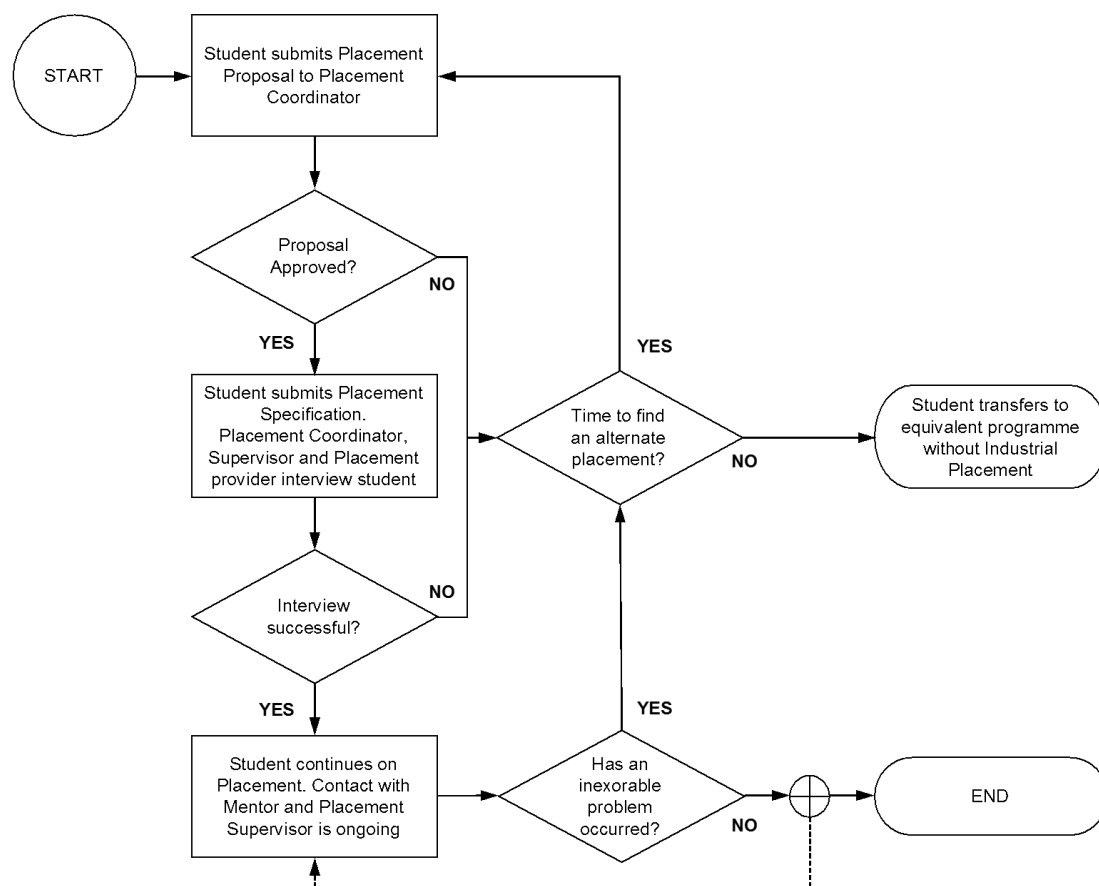 START
Student submits Placement
Proposal to Placement
Coordinator
Proposal
Approved?
NO
YES
Student submits Placement
Specification.
Placement Coordinator,
Supervisor and Placement
provider interview student
Interview
successful?
NO
YES
Student continues on
Placement. Contact with
Mentor and Placement
Supervisor is ongoing
YES
Time to find
an alternate
placement?
NO
Student transfers to
equivalent programme
without Industrial
Placement
YES
Has an
inexorable
problem
occurred?
NO
END